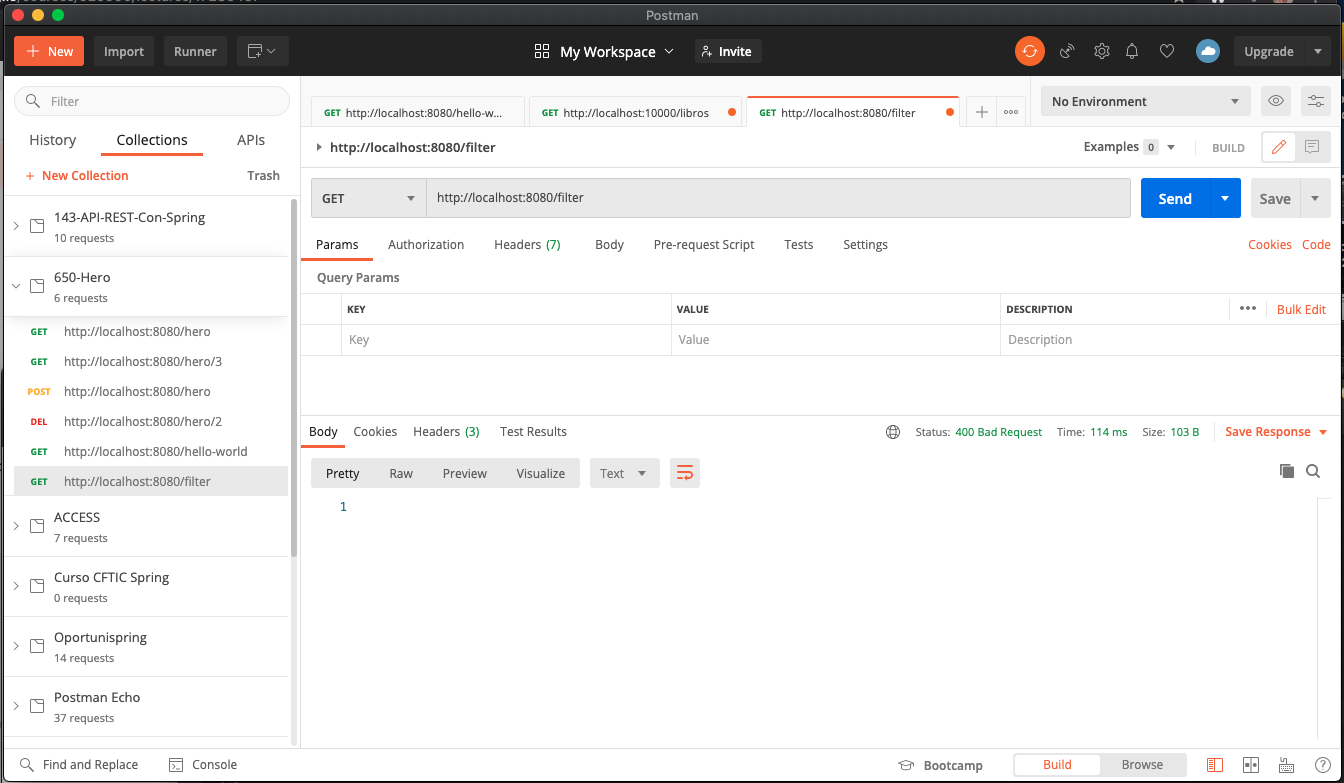 Postman
New Import Runner My Workspace Invite Upgrade
Filter
History Collections APIs
New Collection Trash
143-API-REST-Con-Spring
10 requests
650-Hero
6 requests
GET http://localhost:8080/hero
GET http://localhost:8080/hero/3
POST http://localhost:8080/hero
DEL http://localhost:8080/hero/2
GET http://localhost:8080/hello-world
GET http://localhost:8080/filter
ACCESS
7 requests
Curso CFTIC Spring
0 requests
Oportunispring
14 requests
Postman Echo
37 requests
GET http://localhost:8080/hello-w... GET http://localhost:10000/libros GET http://localhost:8080/filter No Environment
http://localhost:8080/filter Examples 0 BUILD
GET http://localhost:8080/filter Send Save
Params Authorization Headers (7) Body Pre-request Script Tests Settings Cookies Code
Query Params
KEY VALUE DESCRIPTION Bulk Edit
Key Value Description
Body Cookies Headers (3) Test Results Status: 400 Bad Request Time: 114 ms Size: 103 B Save Response
Pretty Raw Preview Visualize Text
1
Find and Replace Console Bootcamp Build Browse